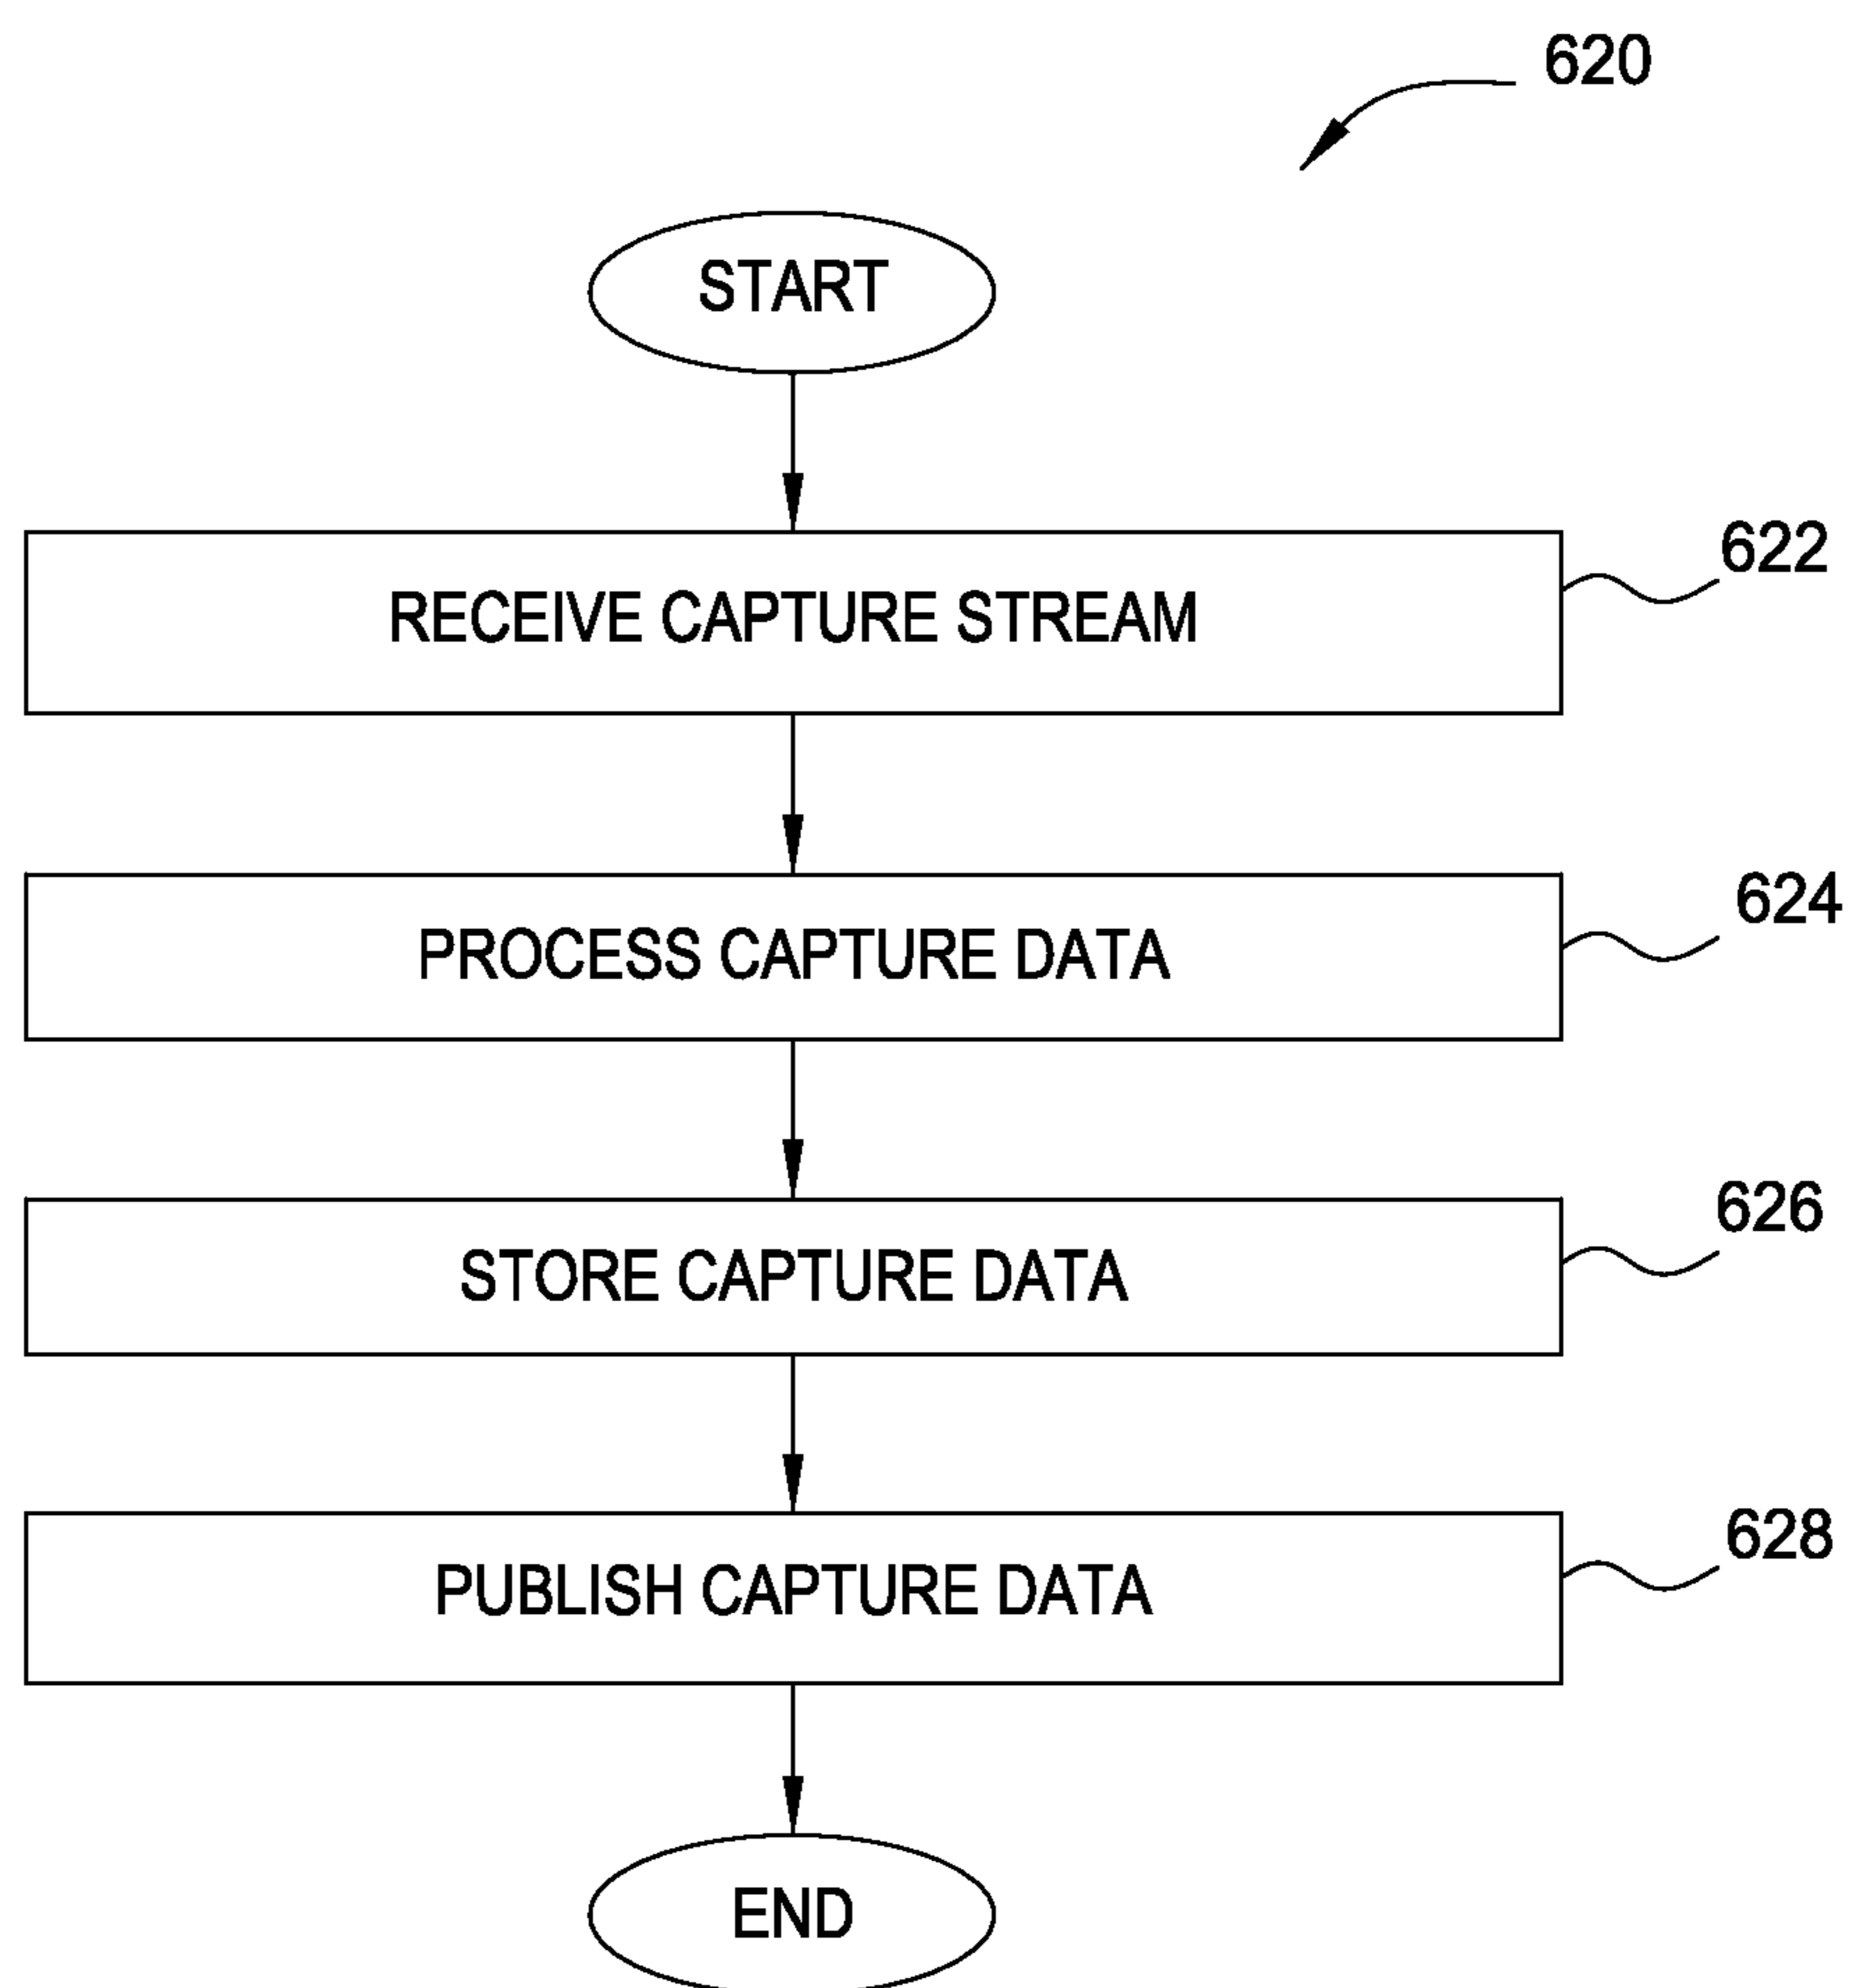 620
START
RECEIVE CAPTURE STREAM
622
PROCESS CAPTURE DATA
624
STORE CAPTURE DATA
626
PUBLISH CAPTURE DATA
628
END